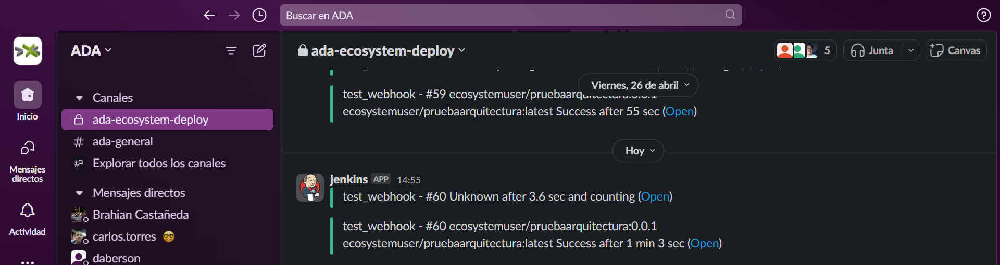 Buscar en ADA
Inicio
Mensajes
directos
Actividad
ADA
Canales
ada-ecosystem-deploy
ada-general
Explorar todos los canales
Mensajes directos
Brahian Castañeda
carlos.torres
daberson
ada-ecosystem-deploy
5
Junta
Canvas
Viernes, 26 de abril
test_webhook - #59 ecosystemuser/pruebaarquitectura:0.0.1
ecosystemuser/pruebaarquitectura:latest Success after 55 sec (Open)
Hoy
jenkins APP 14:55
test_webhook - #60 Unknown after 3.6 sec and counting (Open)
test_webhook - #60 ecosystemuser/pruebaarquitectura:0.0.1
ecosystemuser/pruebaarquitectura:latest Success after 1 min 3 sec (Open)